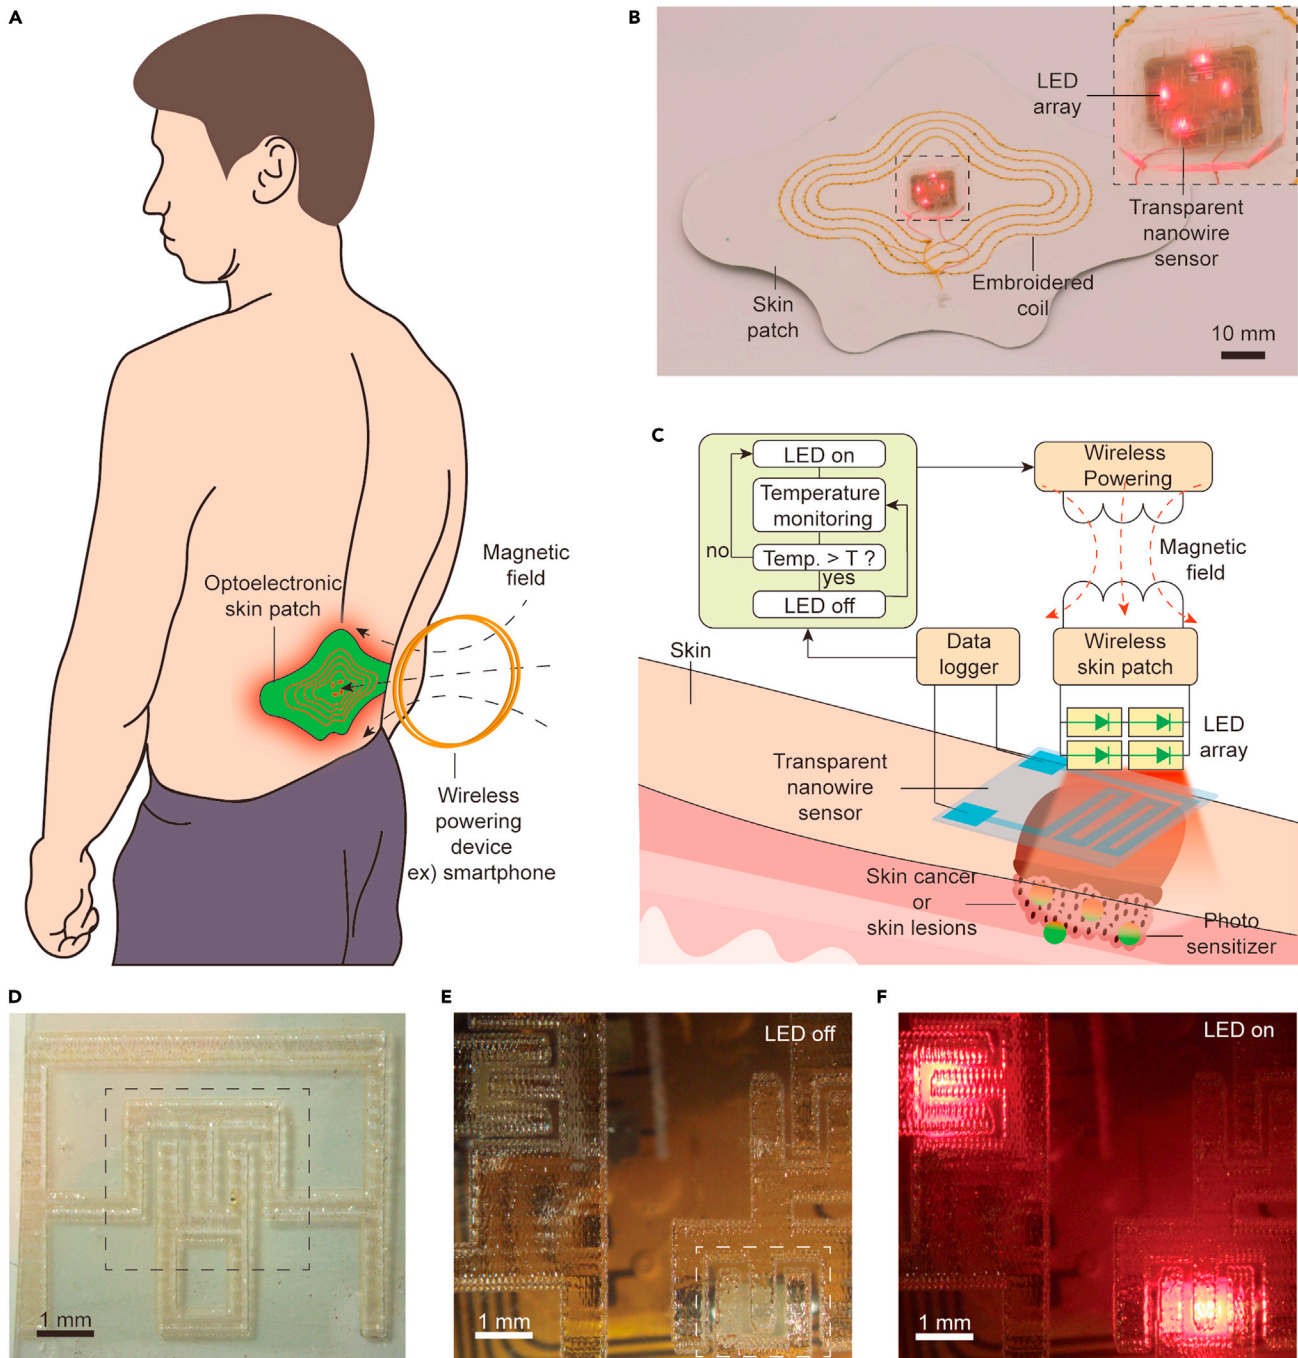 A
Optoelectronic
skin patch
Magnetic
field
Wireless
powering
device
ex) smartphone
B
LED
array
Transparent
nanowire
sensor
Embroidered
coil
Skin
patch
10 mm
C
LED on
Temperature
monitoring
no
Temp. > T ?
yes
LED off
Wireless
Powering
Magnetic
field
Data
logger
Wireless
skin patch
Skin
LED
array
Transparent
nanowire
sensor
Skin cancer
or
skin lesions
Photo
sensitizer
D
1 mm
E
LED off
1 mm
F
LED on
1 mm